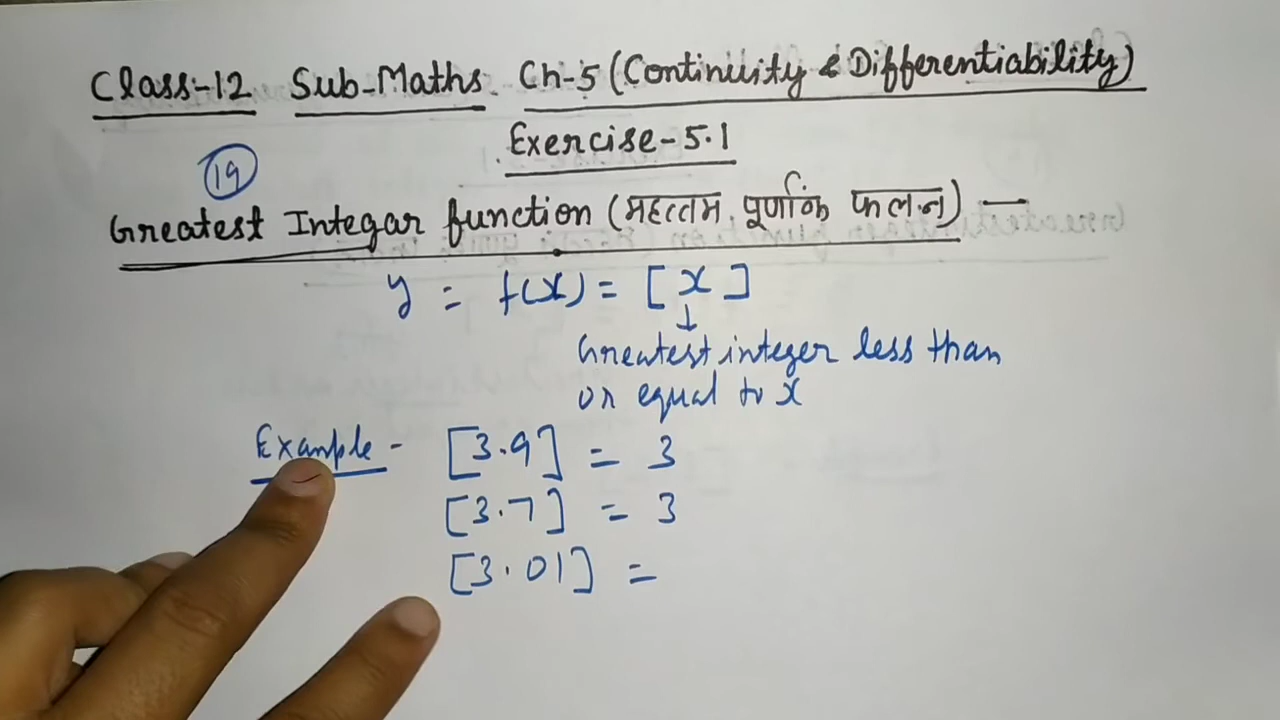 Class-12 Sub-Maths. Ch-5 (Continuity & Differentiability)
Exercise-5.1
19
Greatest Integar function (महत्तम पूर्णांक फलन) —
y = f(x) = [x]
↓
Greatest integer less than
or equal to x
Example - [3.9] = 3
[3.7] = 3
[3.01] =